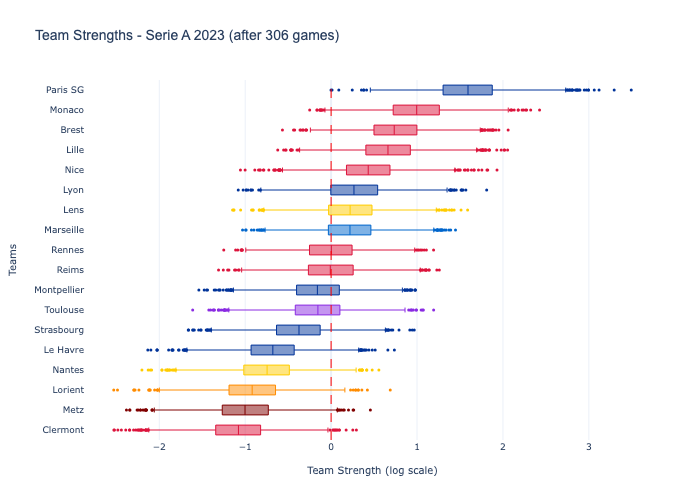 Team Strengths - Serie A 2023 (after 306 games)
Paris SG
Monaco
Brest
Lille
Nice
Lyon
Lens
Marseille
Rennes
Reims
Montpellier
Toulouse
Strasbourg
Le Havre
Nantes
Lorient
Metz
Clermont
Teams
−2 −1 0 1 2 3
Team Strength (log scale)